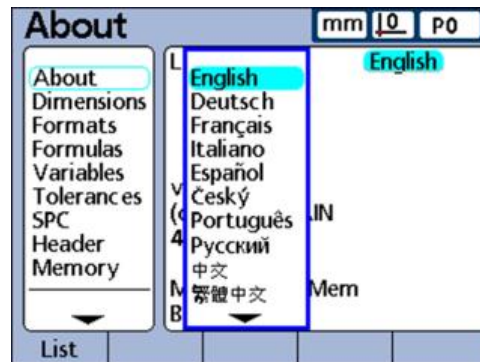 About
mm
P0
About
Dimensions
Formats
Formulas
Variables
Tolerances
SPC
Header
Memory
L
English
English
Deutsch
Français
Italiano
Español
Český
Português
Русский
中文
繁體中文
IN
4
Mem
B
List